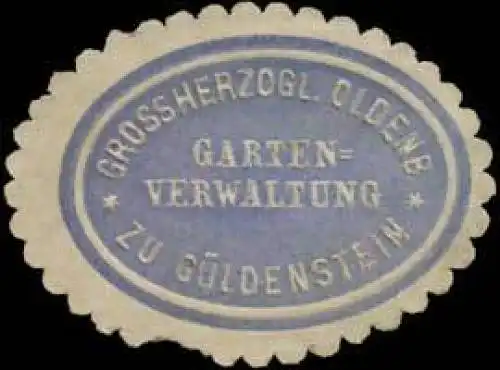 GROSSHERZOGL. OLDENB
GARTEN=
VERWALTUNG
* ZU GÜLDENSTEIN *